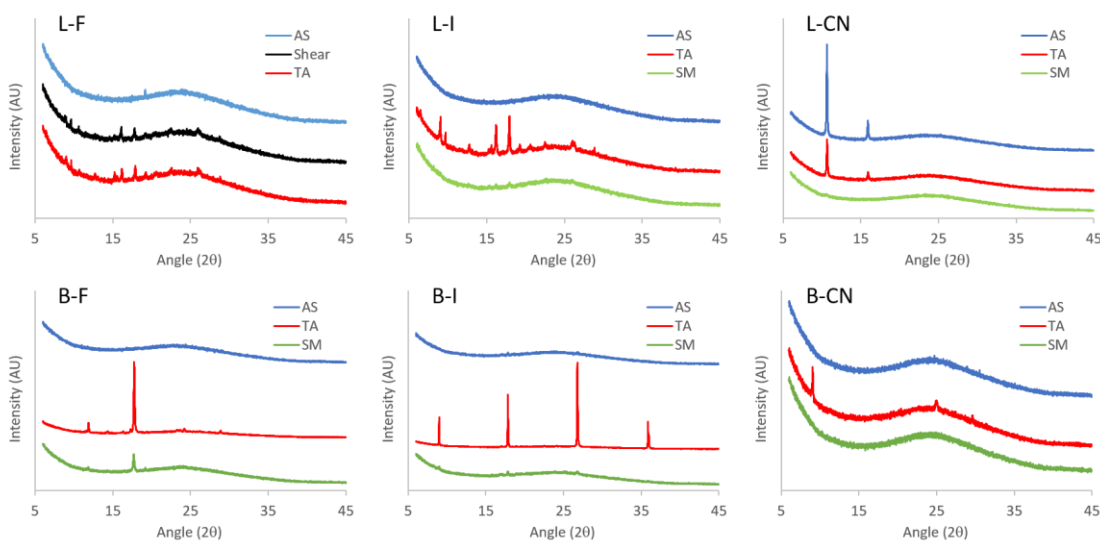 L-F
AS
Shear
TA
Intensity (AU)
5 15 25 35 45
Angle (2θ)
L-I
AS
TA
SM
Intensity (AU)
5 15 25 35 45
Angle (2θ)
L-CN
AS
TA
SM
Intensity (AU)
5 15 25 35 45
Angle (2θ)
B-F
AS
TA
SM
Intensity (AU)
5 15 25 35 45
Angle (2θ)
B-I
AS
TA
SM
Intensity (AU)
5 15 25 35 45
Angle (2θ)
B-CN
AS
TA
SM
Intensity (AU)
5 15 25 35 45
Angle (2θ)